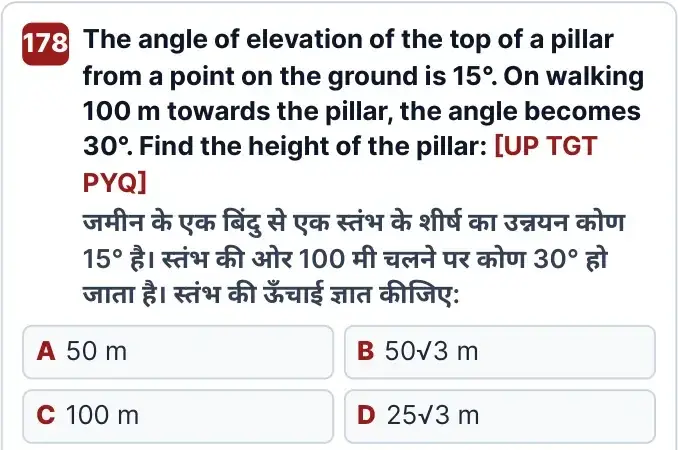 178 The angle of elevation of the top of a pillar
from a point on the ground is 15°. On walking
100 m towards the pillar, the angle becomes
30°. Find the height of the pillar: [UP TGT
PYQ]
जमीन के एक बिंदु से एक स्तंभ के शीर्ष का उन्नयन कोण
15° है। स्तंभ की ओर 100 मी चलने पर कोण 30° हो
जाता है। स्तंभ की ऊँचाई ज्ञात कीजिए:
A 50 m
B 50√3 m
C 100 m
D 25√3 m